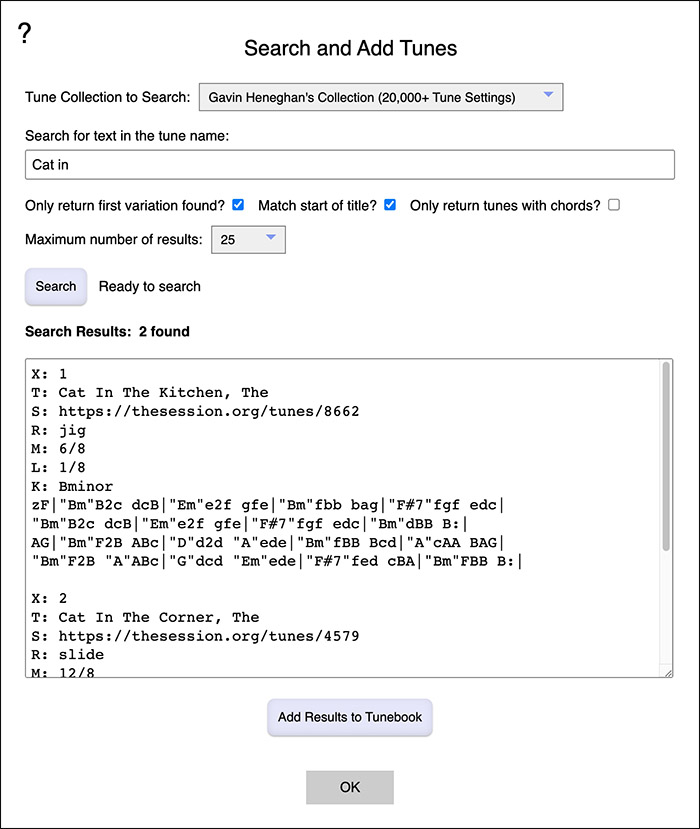 ?
Search and Add Tunes
Tune Collection to Search: Gavin Heneghan's Collection (20,000+ Tune Settings)
Search for text in the tune name:
Cat in
Only return first variation found? Match start of title? Only return tunes with chords?
Maximum number of results: 25
Search Ready to search
Search Results: 2 found
X: 1
T: Cat In The Kitchen, The
S: https://thesession.org/tunes/8662
R: jig
M: 6/8
L: 1/8
K: Bminor
zF|"Bm"B2c dcB|"Em"e2f gfe|"Bm"fbb bag|"F#7"fgf edc|
"Bm"B2c dcB|"Em"e2f gfe|"F#7"fgf edc|"Bm"dBB B:|
AG|"Bm"F2B ABc|"D"d2d "A"ede|"Bm"fBB Bcd|"A"cAA BAG|
"Bm"F2B "A"ABc|"G"dcd "Em"ede|"F#7"fed cBA|"Bm"FBB B:|
X: 2
T: Cat In The Corner, The
S: https://thesession.org/tunes/4579
R: slide
M: 12/8
Add Results to Tunebook
OK